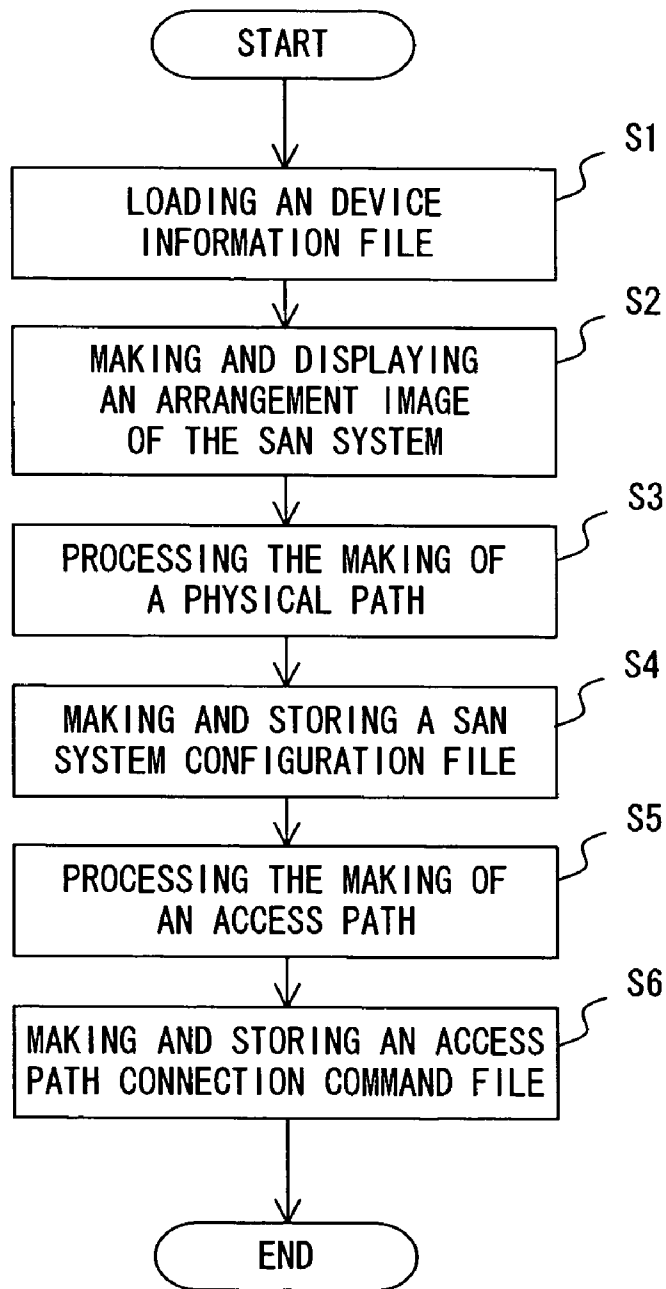 START
S1
LOADING AN DEVICE
INFORMATION FILE
S2
MAKING AND DISPLAYING
AN ARRANGEMENT IMAGE
OF THE SAN SYSTEM
S3
PROCESSING THE MAKING OF
A PHYSICAL PATH
S4
MAKING AND STORING A SAN
SYSTEM CONFIGURATION FILE
S5
PROCESSING THE MAKING OF
AN ACCESS PATH
S6
MAKING AND STORING AN ACCESS
PATH CONNECTION COMMAND FILE
END